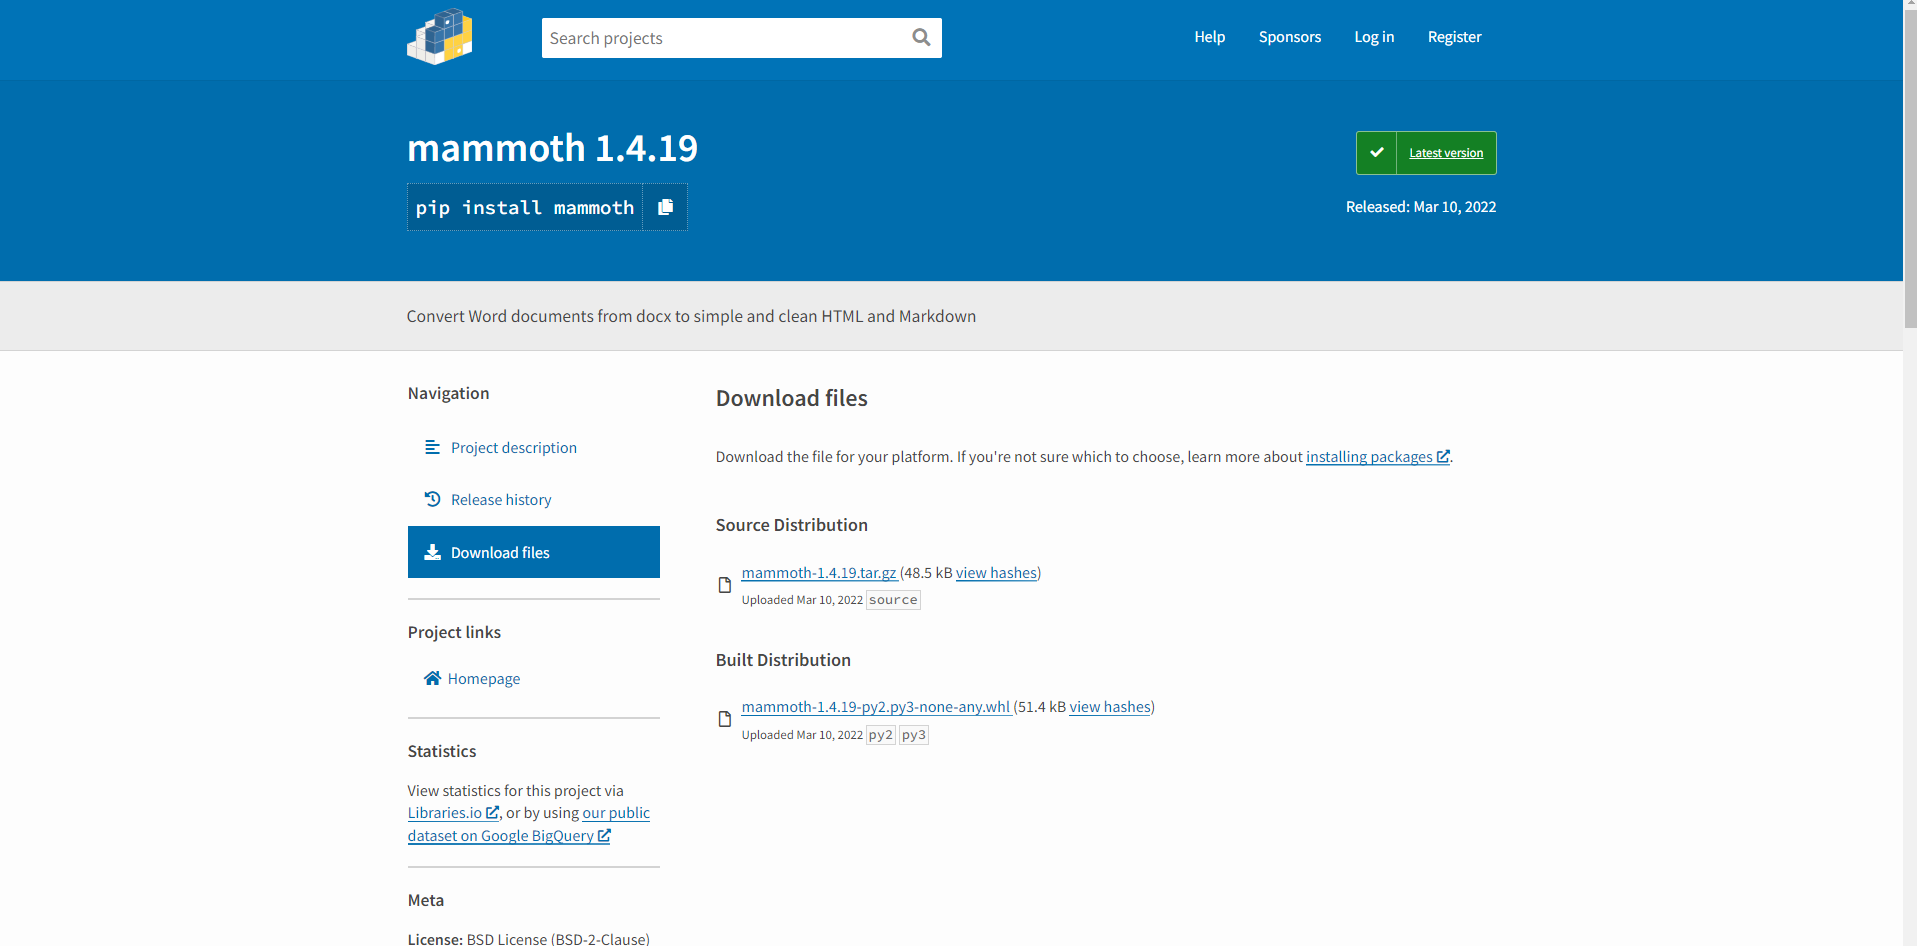 Search projects
Help
Sponsors
Log in
Register
mammoth 1.4.19
pip install mammoth
Latest version
Released: Mar 10, 2022
Convert Word documents from docx to simple and clean HTML and Markdown
Navigation
Project description
Release history
Download files
Project links
Homepage
Statistics
View statistics for this project via
Libraries.io, or by using our public
dataset on Google BigQuery
Meta
License: BSD License (BSD-2-Clause)
Download files
Download the file for your platform. If you're not sure which to choose, learn more about installing packages.
Source Distribution
mammoth-1.4.19.tar.gz (48.5 kB view hashes)
Uploaded Mar 10, 2022 source
Built Distribution
mammoth-1.4.19-py2.py3-none-any.whl (51.4 kB view hashes)
Uploaded Mar 10, 2022 py2 py3